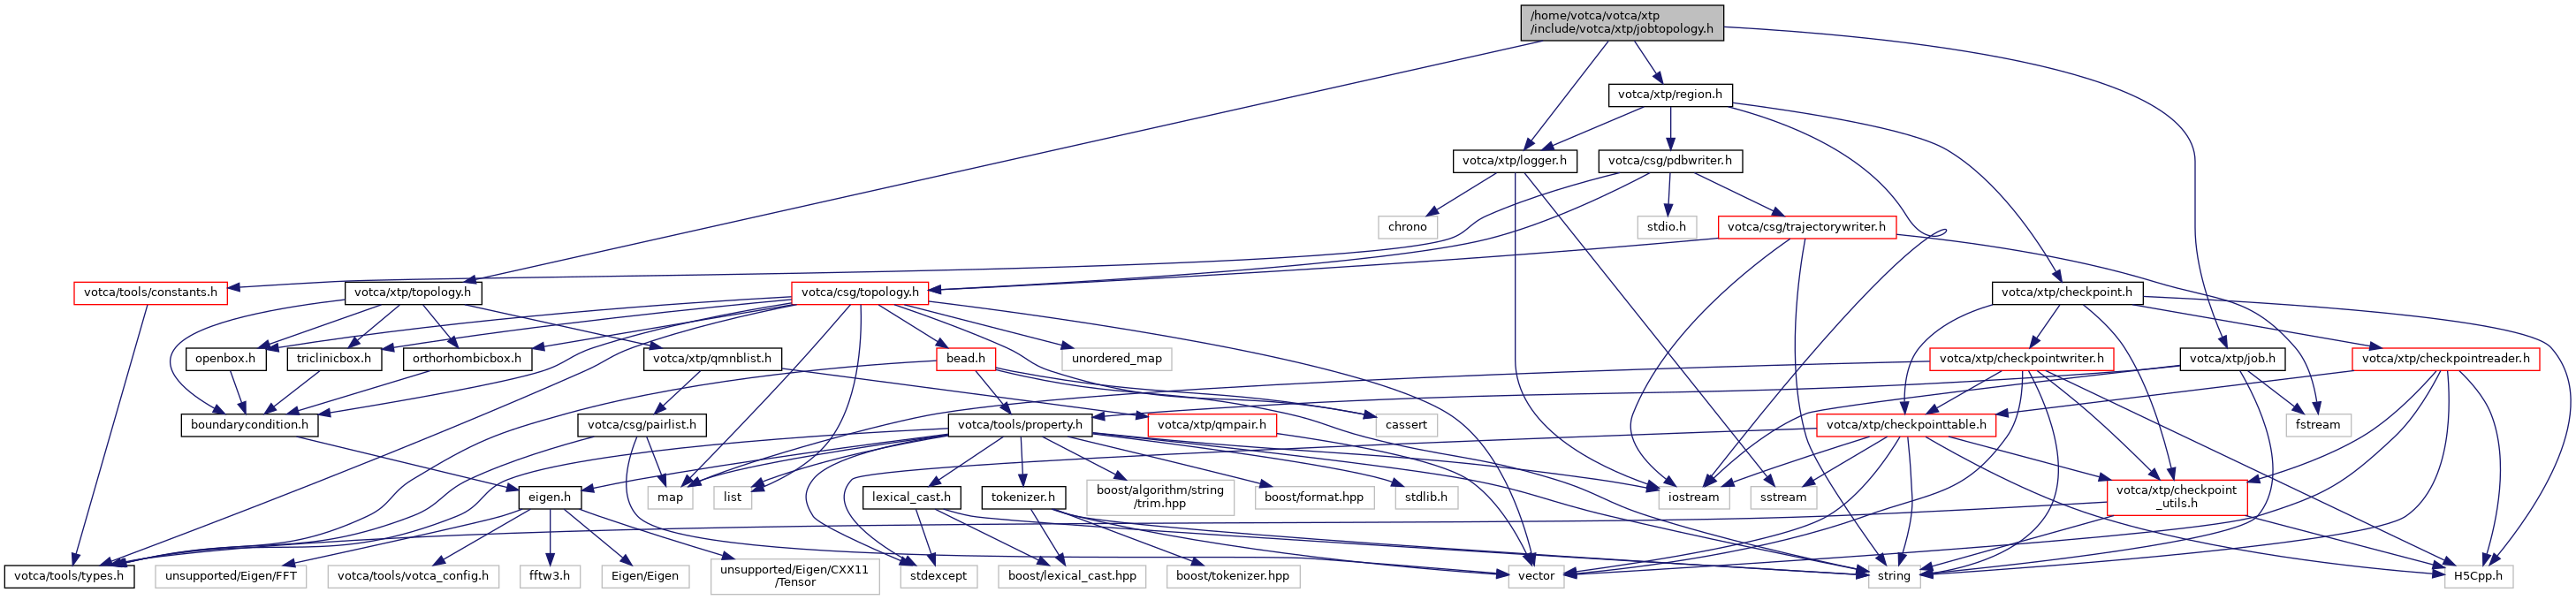 /home/votca/votca/xtp
/include/votca/xtp/jobtopology.h
votca/xtp/region.h
votca/xtp/logger.h
votca/csg/pdbwriter.h
chrono
stdio.h
votca/csg/trajectorywriter.h
votca/tools/constants.h
votca/xtp/topology.h
votca/csg/topology.h
votca/xtp/checkpoint.h
openbox.h
triclinicbox.h
orthorhombicbox.h
votca/xtp/qmnblist.h
bead.h
unordered_map
votca/xtp/checkpointwriter.h
votca/xtp/job.h
votca/xtp/checkpointreader.h
boundarycondition.h
votca/csg/pairlist.h
votca/tools/property.h
votca/xtp/qmpair.h
cassert
votca/xtp/checkpointtable.h
fstream
eigen.h
map
list
lexical_cast.h
tokenizer.h
boost/algorithm/string
/trim.hpp
boost/format.hpp
stdlib.h
iostream
sstream
votca/xtp/checkpoint
_utils.h
votca/tools/types.h
unsupported/Eigen/FFT
votca/tools/votca_config.h
fftw3.h
Eigen/Eigen
unsupported/Eigen/CXX11
/Tensor
stdexcept
boost/lexical_cast.hpp
boost/tokenizer.hpp
vector
string
H5Cpp.h